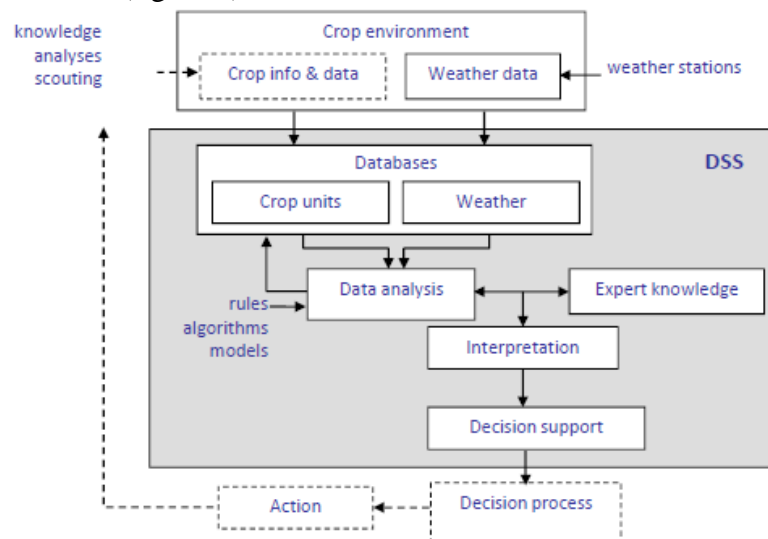 Crop environment
knowledge
analyses
scouting
Crop info & data
Weather data
weather stations
DSS
Databases
Crop units
Weather
Data analysis
Expert knowledge
rules
algorithms
models
Interpretation
Decision support
Action
Decision process